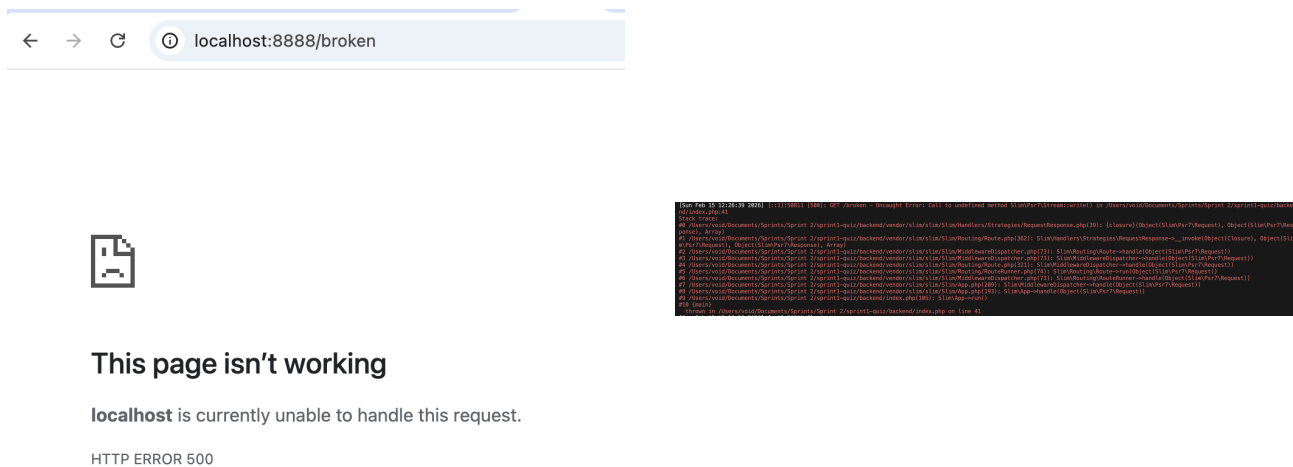 localhost:8888/broken
This page isn’t working
localhost is currently unable to handle this request.
HTTP ERROR 500
[Sun Feb 15 12:26:39 2026] [::1]:50811 [500]: GET /broken – Uncaught Error: Call to undefined method Slim\Psr7\Stream::write() in /Users/void/Documents/Sprints/Sprint 2/sprint1-quiz/backe
nd/index.php:41
Stack trace:
#0 /Users/void/Documents/Sprints/Sprint 2/sprint1-quiz/backend/vendor/slim/slim/Slim/Handlers/Strategies/RequestResponse.php(39): {closure}(Object(Slim\Psr7\Request), Object(Slim\Psr7\Res
ponse), Array)
#1 /Users/void/Documents/Sprints/Sprint 2/sprint1-quiz/backend/vendor/slim/slim/Slim/Routing/Route.php(362): Slim\Handlers\Strategies\RequestResponse->__invoke(Object(Closure), Object(Sli
m\Psr7\Request), Object(Slim\Psr7\Response), Array)
#2 /Users/void/Documents/Sprints/Sprint 2/sprint1-quiz/backend/vendor/slim/slim/Slim/MiddlewareDispatcher.php(73): Slim\Routing\Route->handle(Object(Slim\Psr7\Request))
#3 /Users/void/Documents/Sprints/Sprint 2/sprint1-quiz/backend/vendor/slim/slim/Slim/MiddlewareDispatcher.php(73): Slim\MiddlewareDispatcher->handle(Object(Slim\Psr7\Request))
#4 /Users/void/Documents/Sprints/Sprint 2/sprint1-quiz/backend/vendor/slim/slim/Slim/Routing/Route.php(321): Slim\MiddlewareDispatcher->handle(Object(Slim\Psr7\Request))
#5 /Users/void/Documents/Sprints/Sprint 2/sprint1-quiz/backend/vendor/slim/slim/Slim/Routing/RouteRunner.php(74): Slim\Routing\Route->run(Object(Slim\Psr7\Request))
#6 /Users/void/Documents/Sprints/Sprint 2/sprint1-quiz/backend/vendor/slim/slim/Slim/MiddlewareDispatcher.php(73): Slim\Routing\RouteRunner->handle(Object(Slim\Psr7\Request))
#7 /Users/void/Documents/Sprints/Sprint 2/sprint1-quiz/backend/vendor/slim/slim/Slim/App.php(209): Slim\MiddlewareDispatcher->handle(Object(Slim\Psr7\Request))
#8 /Users/void/Documents/Sprints/Sprint 2/sprint1-quiz/backend/vendor/slim/slim/Slim/App.php(193): Slim\App->handle(Object(Slim\Psr7\Request))
#9 /Users/void/Documents/Sprints/Sprint 2/sprint1-quiz/backend/index.php(105): Slim\App->run()
#10 {main}
thrown in /Users/void/Documents/Sprints/Sprint 2/sprint1-quiz/backend/index.php on line 41